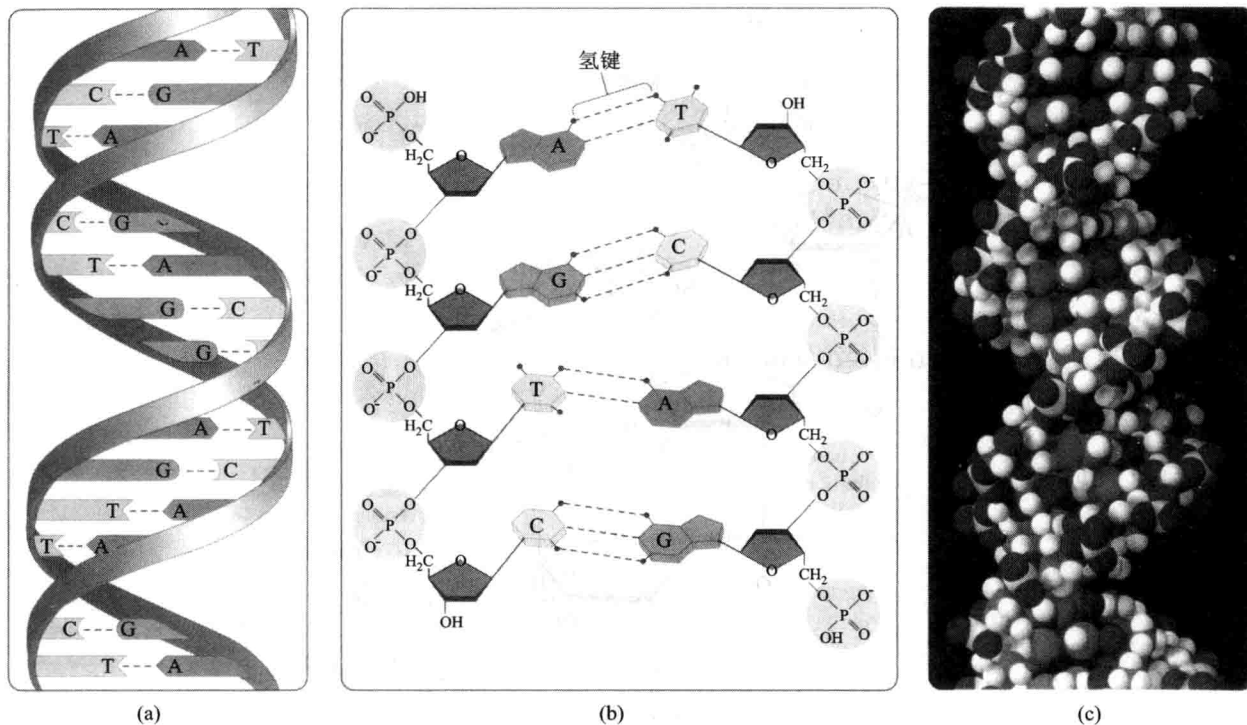 A T
C G
T A
C G
T A
G C
G
A T
G C
T A
T A
C G
T A
(a)
氢键
O OH
P
O⁻ O
H₂C
O
A T
OH
O
CH₂
O
P O⁻
O O
O O
P
O⁻ O
H₂C
O
G C
O
CH₂
O
P O⁻
O O
O O
P
O⁻ O
H₂C
O
T A
O
CH₂
O
P O⁻
O O
O O
P
O⁻ O
H₂C
O
OH
C G
O
CH₂
O
P O⁻
OH O
(b)
(c)